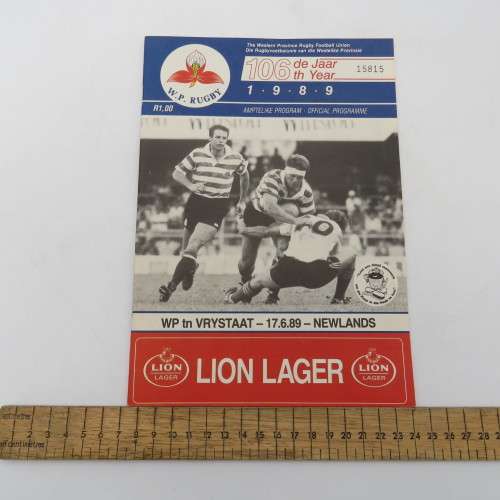 The Western Province Rugby Football Union
Die Rugbyvoetbalunie van die Westelike Provinsie
106 de Jaar
th Year
15815
1 · 9 · 8 · 9
W.P. RUGBY
R1,00
AMPTELIKE PROGRAM · OFFICIAL PROGRAMME
WP tn VRYSTAAT – 17.6.89 – NEWLANDS
LION
LAGER
LION LAGER
LION
LAGER
1 2 3 4 5 6 7 8 9 10 11 12 13 14 15 16 17 18 19 20 21 22 23 24 25 26 27 28
centimetres